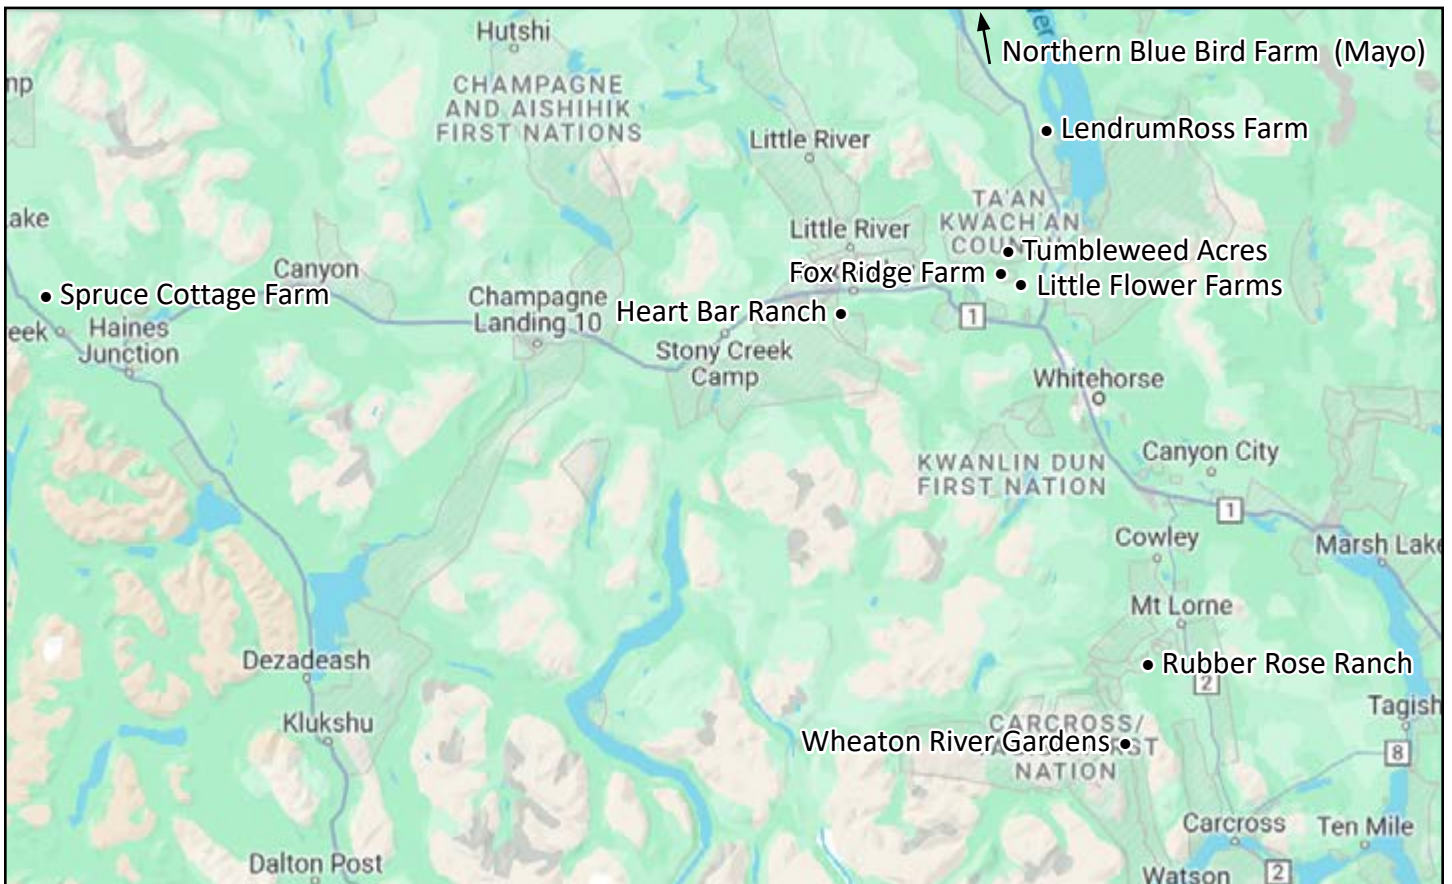 Hutshi
er
Northern Blue Bird Farm (Mayo)
np
CHAMPAGNE
AND AISHIHIK
FIRST NATIONS
Little River
LendrumRoss Farm
ake
TA'AN
KWACH'AN
Little River
Tumbleweed Acres
Canyon
Fox Ridge Farm
Little Flower Farms
Spruce Cottage Farm
Champagne
Landing 10
Heart Bar Ranch
1
eek
Haines
Junction
Stony Creek
Camp
Whitehorse
Canyon City
KWANLIN DUN
FIRST NATION
1
Cowley
Marsh Lake
Mt Lorne
Dezadeash
Rubber Rose Ranch
2
Tagish
Klukshu
CARCROSS/
Wheaton River Gardens
NATION
8
Carcross
Ten Mile
Dalton Post
Watson
2